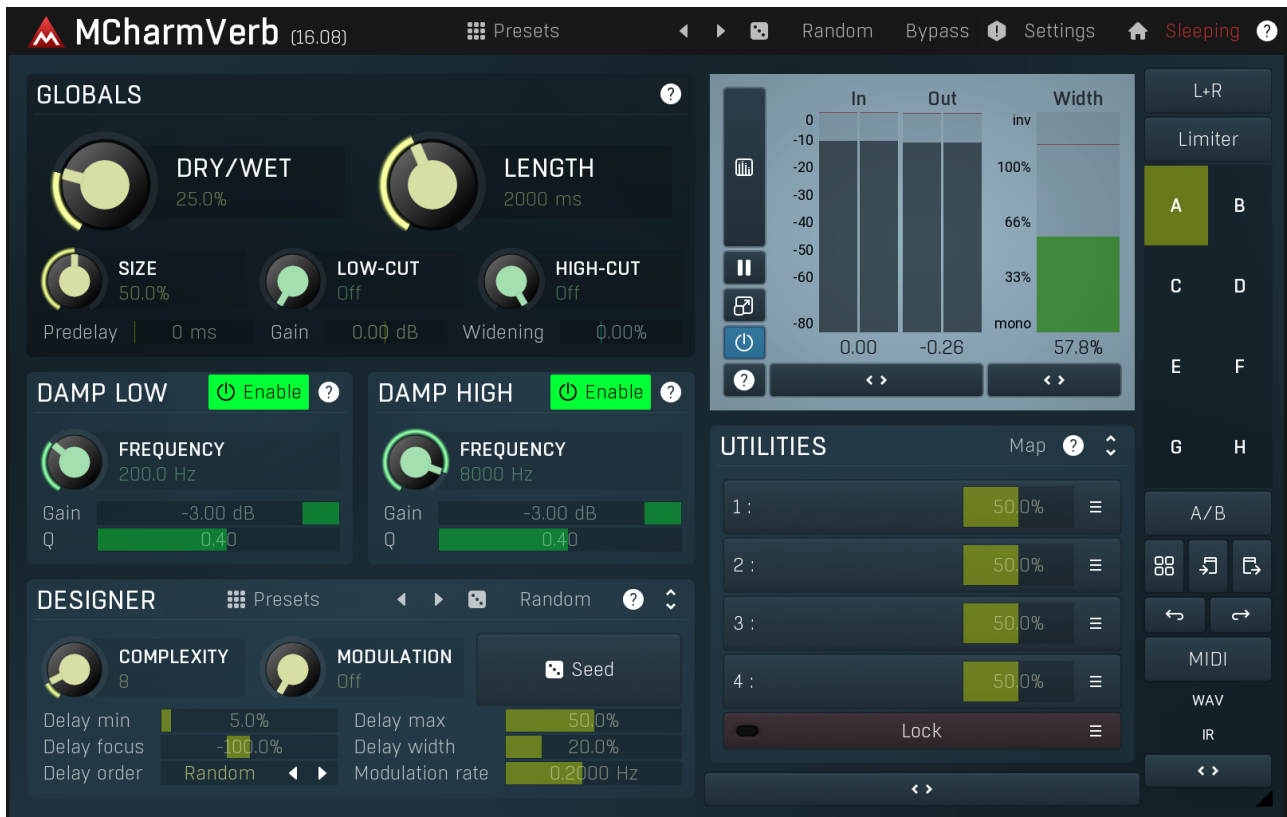 MCharmVerb (16.08) Presets Random Bypass Settings Sleeping ?
GLOBALS ?
DRY/WET
25.0%
LENGTH
2000 ms
SIZE
50.0%
LOW-CUT
Off
HIGH-CUT
Off
Predelay 0 ms Gain 0.00 dB Widening 0.00%
DAMP LOW Enable ?
FREQUENCY
200.0 Hz
Gain -3.00 dB
Q 0.40
DAMP HIGH Enable ?
FREQUENCY
8000 Hz
Gain -3.00 dB
Q 0.40
DESIGNER Presets Random ?
COMPLEXITY
8
MODULATION
Off
Seed
Delay min 5.0% Delay max 50.0%
Delay focus -100.0% Delay width 20.0%
Delay order Random Modulation rate 0.2000 Hz
In Out Width
0
-10
-20
-30
-40
-50
-60
-80
inv
100%
66%
33%
mono
0.00 -0.26 57.8%
?
UTILITIES Map ?
1 : 50.0%
2 : 50.0%
3 : 50.0%
4 : 50.0%
Lock
L+R
Limiter
A B
C D
E F
G H
A/B
MIDI
WAV
IR